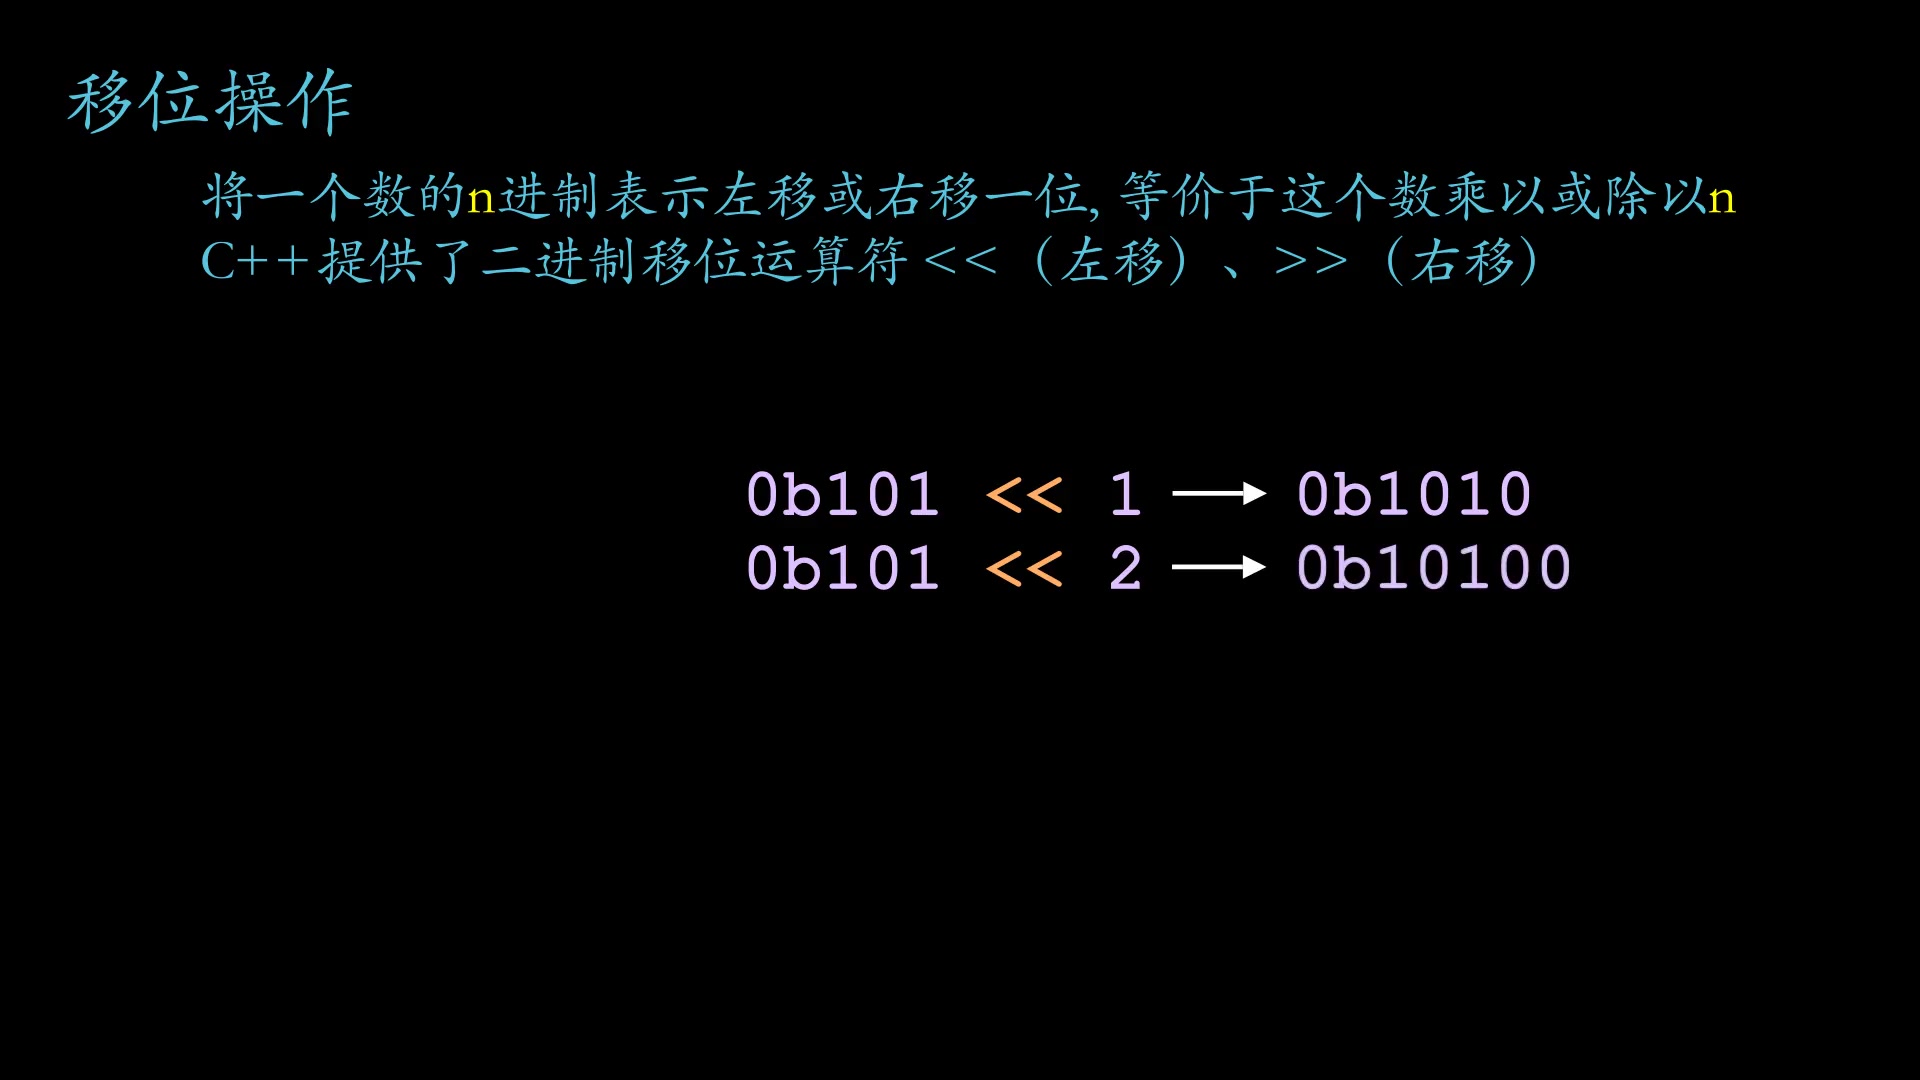 移位操作
将一个数的n进制表示左移或右移一位, 等价于这个数乘以或除以n
C++提供了二进制移位运算符 <<（左移）、>>（右移）
0b101 << 1 → 0b1010
0b101 << 2 → 0b10100